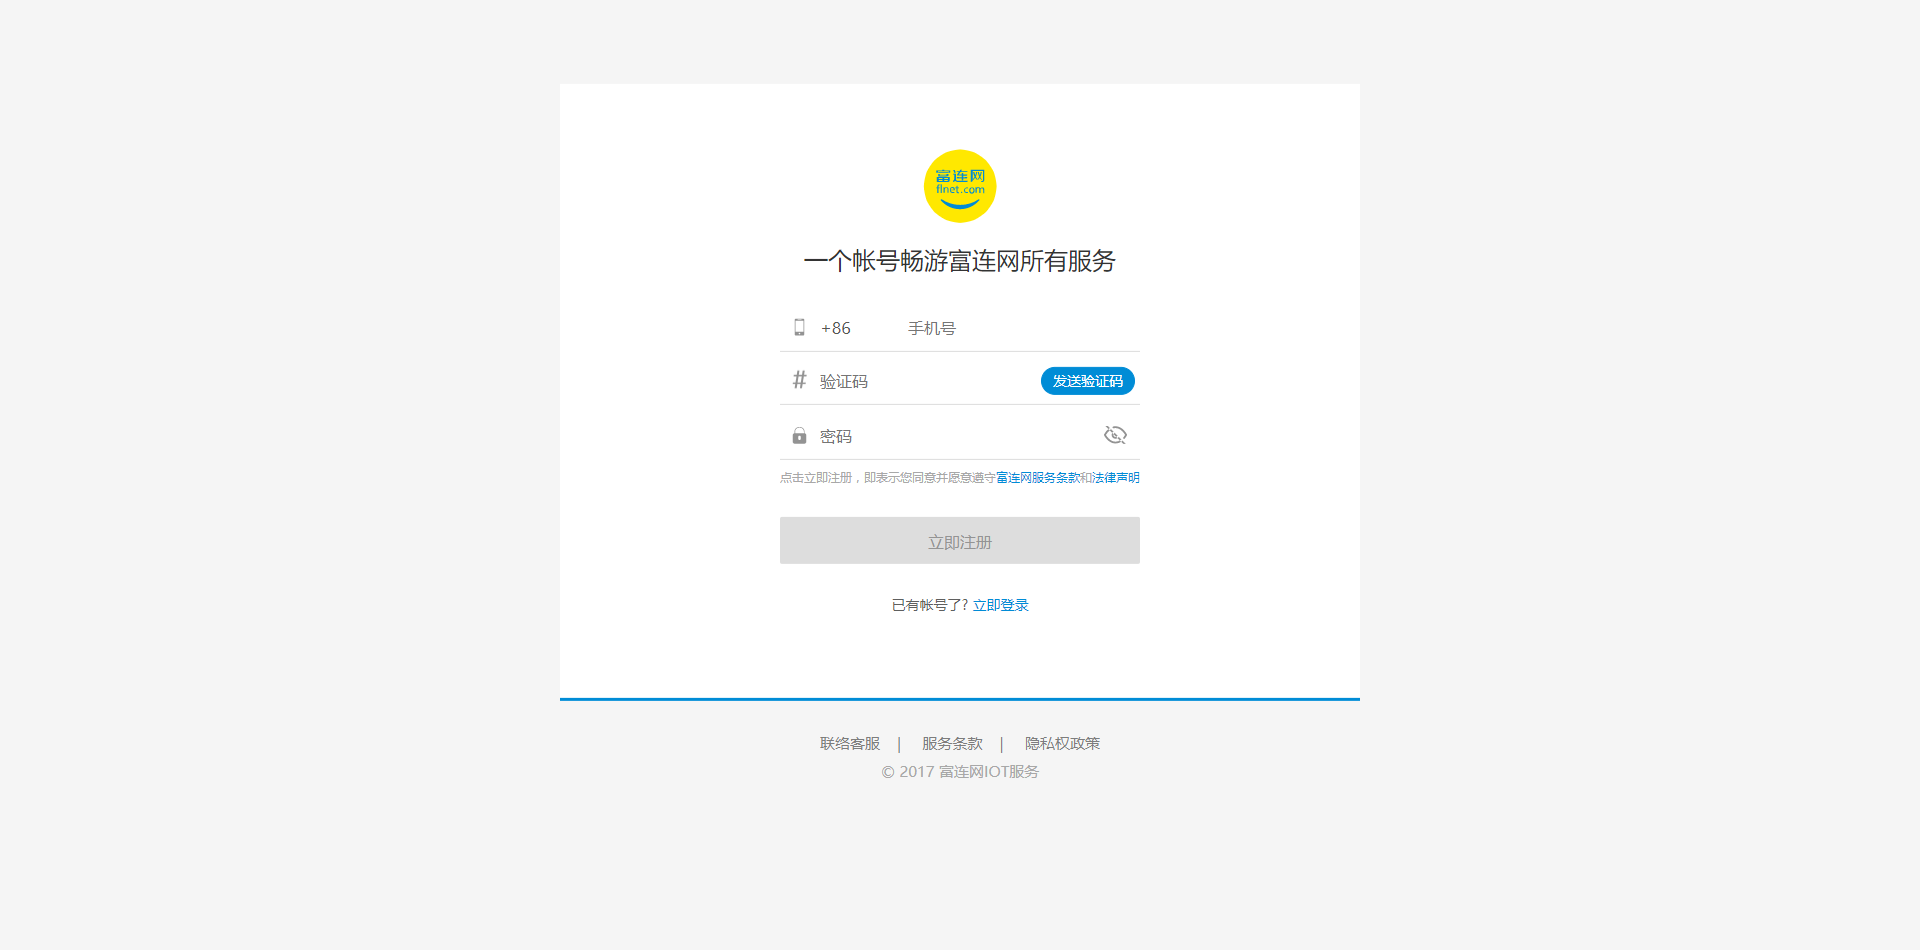 富连网
flnet.com
一个帐号畅游富连网所有服务
+86 手机号
# 验证码 发送验证码
密码
点击立即注册，即表示您同意并愿意遵守富连网服务条款和法律声明
立即注册
已有帐号了? 立即登录
联络客服 | 服务条款 | 隐私权政策
© 2017 富连网IOT服务